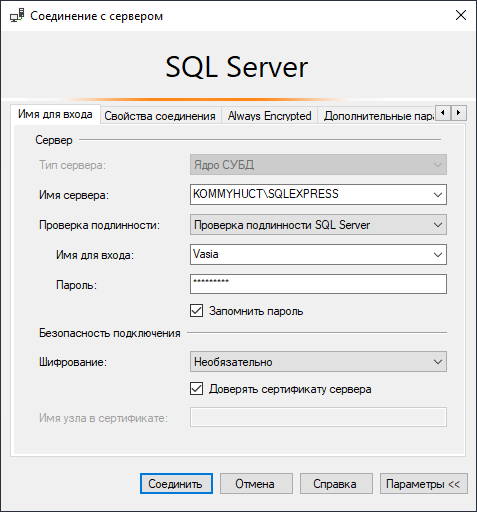 Соединение с сервером
SQL Server
Имя для входа Свойства соединения Always Encrypted Дополнительные пара
Сервер
Тип сервера: Ядро СУБД
Имя сервера: KOMMYHUCT\SQLEXPRESS
Проверка подлинности: Проверка подлинности SQL Server
Имя для входа: Vasia
Пароль: *********
Запомнить пароль
Безопасность подключения
Шифрование: Необязательно
Доверять сертификату сервера
Имя узла в сертификате:
Соединить Отмена Справка Параметры <<